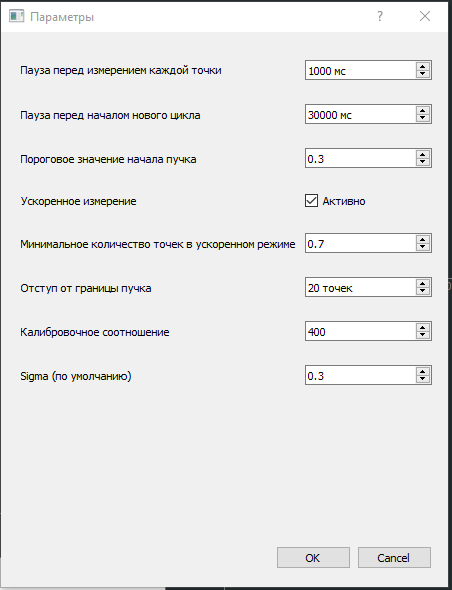 Параметры
Пауза перед измерением каждой точки 1000 мс
Пауза перед началом нового цикла 30000 мс
Пороговое значение начала пучка 0.3
Ускоренное измерение Активно
Минимальное количество точек в ускоренном режиме 0.7
Отступ от границы пучка 20 точек
Калибровочное соотношение 400
Sigma (по умолчанию) 0.3
OK Cancel